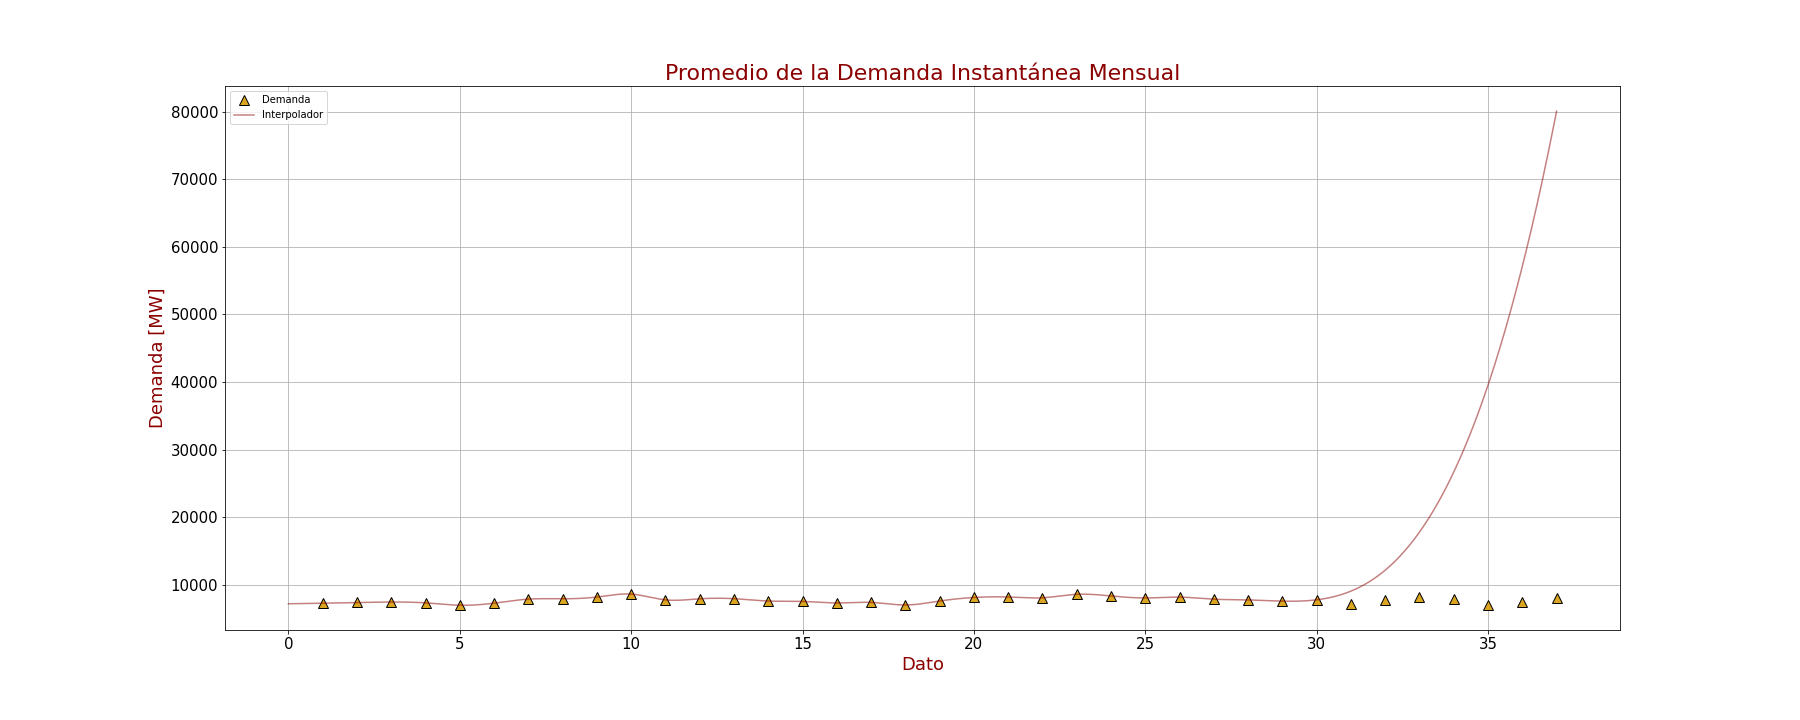 Promedio de la Demanda Instantánea Mensual
Demanda
Interpolador
80000
70000
60000
50000
40000
30000
20000
10000
Demanda [MW]
0 5 10 15 20 25 30 35
Dato